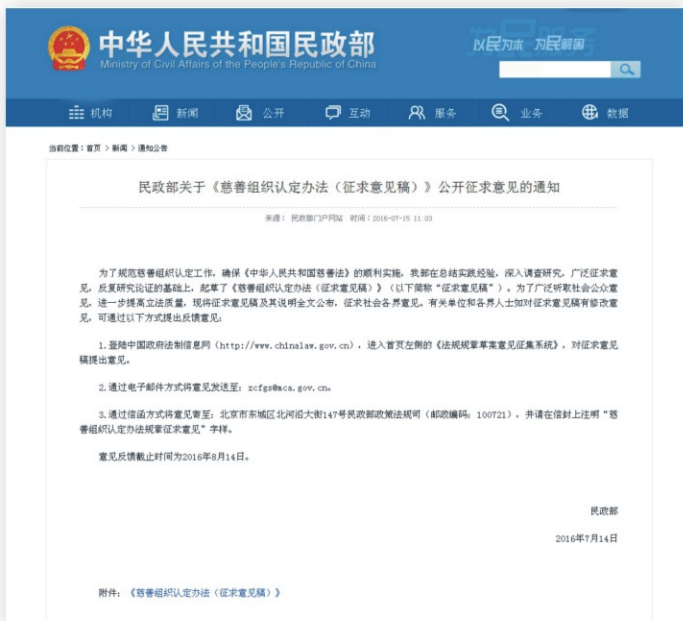 中华人民共和国民政部
Ministry of Civil Affairs of the People's Republic of China
以民为本 为民解困
机构 新闻 公开 互动 服务 业务 数据
当前位置：首页 > 新闻 > 通知公告
民政部关于《慈善组织认定办法（征求意见稿）》公开征求意见的通知
来源： 民政部门户网站 时间：2016-07-15 11:03
为了规范慈善组织认定工作，确保《中华人民共和国慈善法》的顺利实施，我部在总结实践经验，深入调查研究，广泛征求意
见，反复研究论证的基础上，起草了《慈善组织认定办法（征求意见稿）》（以下简称“征求意见稿”）。为了广泛听取社会公众意
见，进一步提高立法质量，现将征求意见稿及其说明全文公布，征求社会各界意见。有关单位和各界人士如对征求意见稿有修改意
见，可通过以下方式提出反馈意见：
1.登陆中国政府法制信息网（http://www.chinalaw.gov.cn），进入首页左侧的《法规规章草案意见征集系统》，对征求意见
稿提出意见。
2.通过电子邮件方式将意见发送至：zcfgs@mca.gov.cn。
3.通过信函方式将意见寄至：北京市东城区北河沿大街147号民政部政策法规司（邮政编码：100721），并请在信封上注明“慈
善组织认定办法规章征求意见”字样。
意见反馈截止时间为2016年8月14日。
民政部
2016年7月14日
附件：《慈善组织认定办法（征求意见稿）》